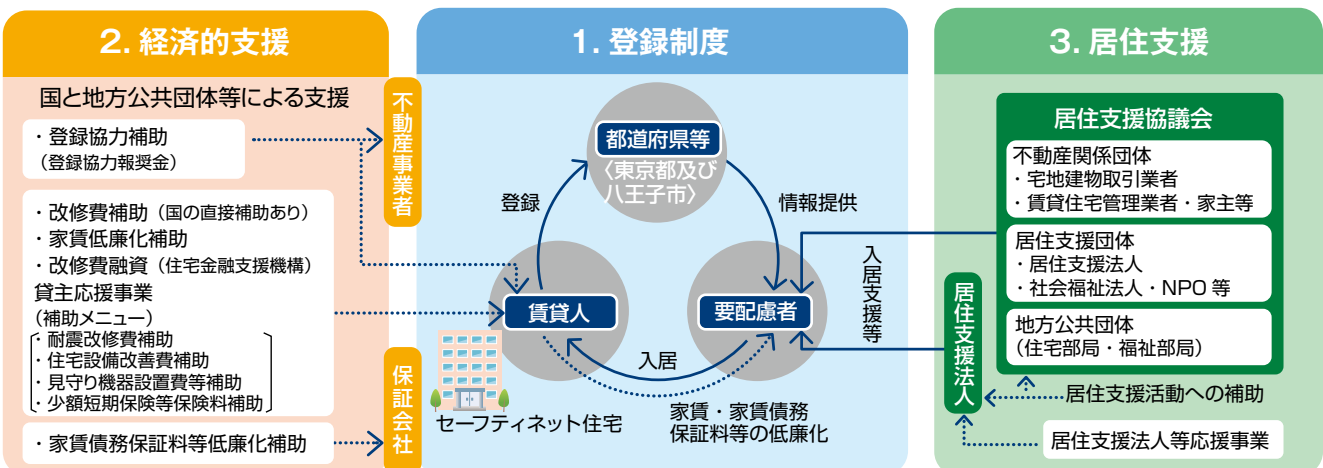 2. 経済的支援
国と地方公共団体等による支援
・登録協力補助
(登録協力報奨金)
・改修費補助(国の直接補助あり)
・家賃低廉化補助
・改修費融資(住宅金融支援機構)
貸主応援事業
(補助メニュー)
・耐震改修費補助
・住宅設備改善費補助
・見守り機器設置費等補助
・少額短期保険等保険料補助
・家賃債務保証料等低廉化補助
不動産事業者
保証会社
1. 登録制度
都道府県等
〈東京都及び
八王子市〉
登録
情報提供
賃貸人
要配慮者
入居
セーフティネット住宅
家賃・家賃債務
保証料等の低廉化
入居支援等
3. 居住支援
居住支援協議会
不動産関係団体
・宅地建物取引業者
・賃貸住宅管理業者・家主等
居住支援団体
・居住支援法人
・社会福祉法人・NPO 等
地方公共団体
(住宅部局・福祉部局)
居住支援法人
居住支援活動への補助
居住支援法人等応援事業